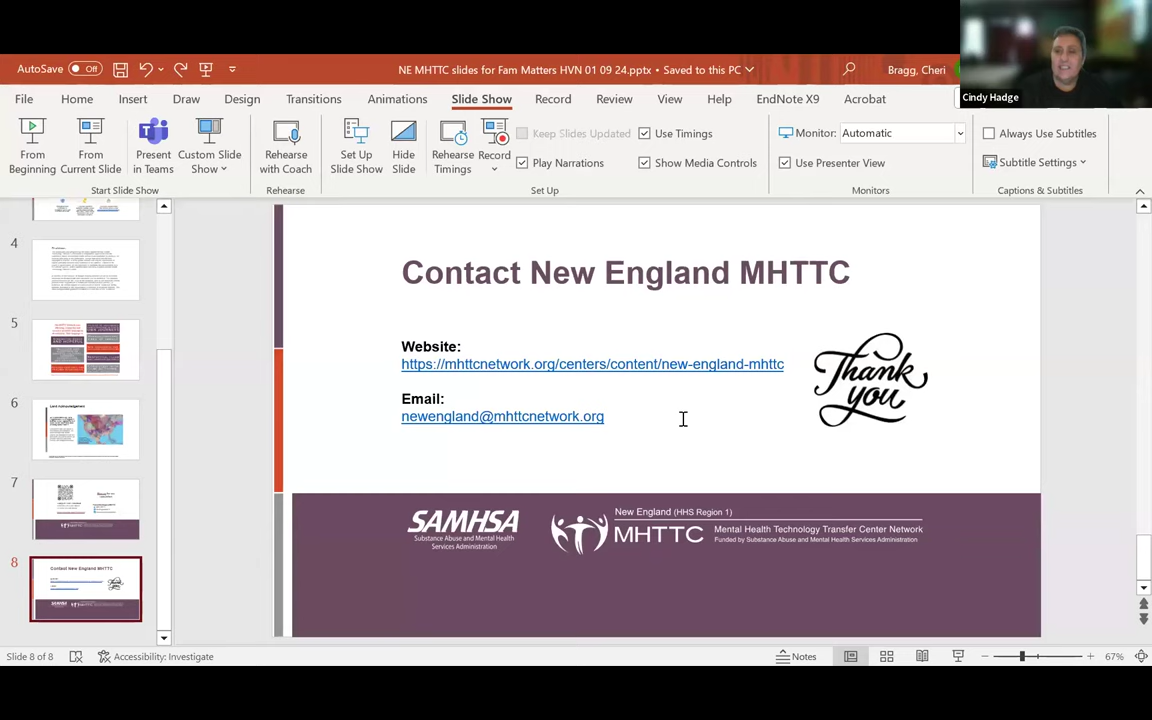 AutoSave Off
NE MHTTC slides for Fam Matters HVN 01 09 24.pptx • Saved to this PC
Bragg, Cheri
Cindy Hadge
File Home Insert Draw Design Transitions Animations Slide Show Record Review View Help EndNote X9 Acrobat
From Beginning
From Current Slide
Present in Teams
Custom Slide Show
Start Slide Show
Rehearse with Coach
Rehearse
Set Up Slide Show
Hide Slide
Rehearse Timings
Record
Keep Slides Updated
Play Narrations
Use Timings
Show Media Controls
Set Up
Monitor: Automatic
Use Presenter View
Monitors
Always Use Subtitles
Subtitle Settings
Captions & Subtitles
4
5
6
7
8
Contact New England MHTTC
Contact New England MHTTC
Website:
https://mhttcnetwork.org/centers/content/new-england-mhttc
Email:
newengland@mhttcnetwork.org
Thank
you
SAMHSA
Substance Abuse and Mental Health
Services Administration
New England (HHS Region 1)
MHTTC
Mental Health Technology Transfer Center Network
Funded by Substance Abuse and Mental Health Services Administration
Slide 8 of 8
Accessibility: Investigate
Notes
67%